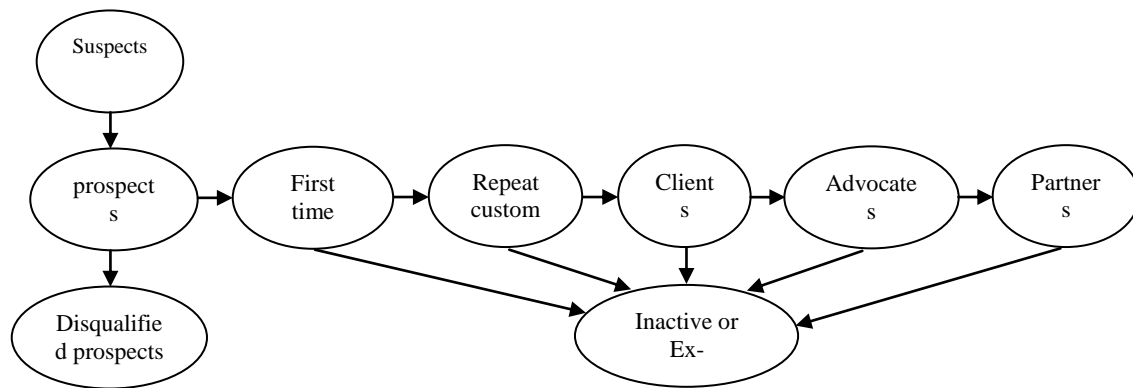 Suspects
prospect
s
First
time
Repeat
custom
Client
s
Advocate
s
Partner
s
Disqualifie
d prospects
Inactive or
Ex-